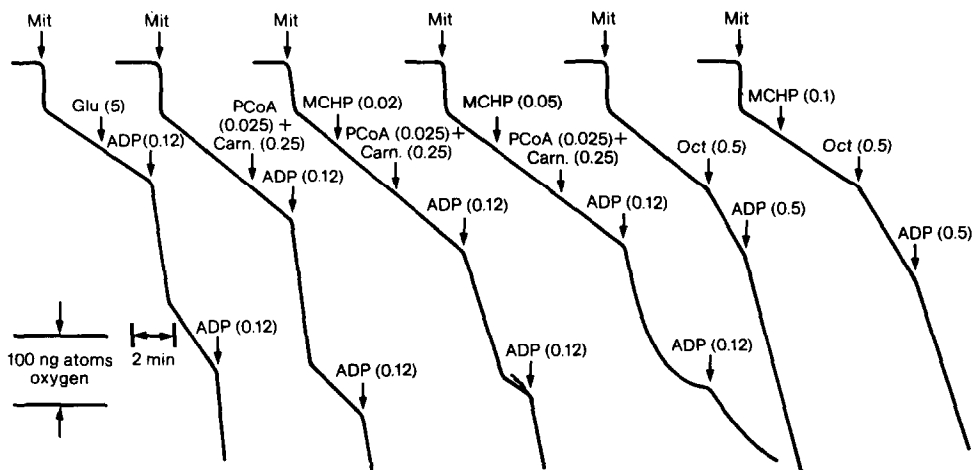 Mit
Glu (5)
ADP (0.12)
ADP (0.12)
100 ng atoms
oxygen
2 min
Mit
PCoA
(0.025) +
Carn. (0.25)
ADP (0.12)
ADP (0.12)
Mit
MCHP (0.02)
PCoA (0.025) +
Carn. (0.25)
ADP (0.12)
ADP (0.12)
Mit
MCHP (0.05)
PCoA (0.025) +
Carn. (0.25)
ADP (0.12)
ADP (0.12)
Mit
Oct (0.5)
ADP (0.5)
Mit
MCHP (0.1)
Oct (0.5)
ADP (0.5)